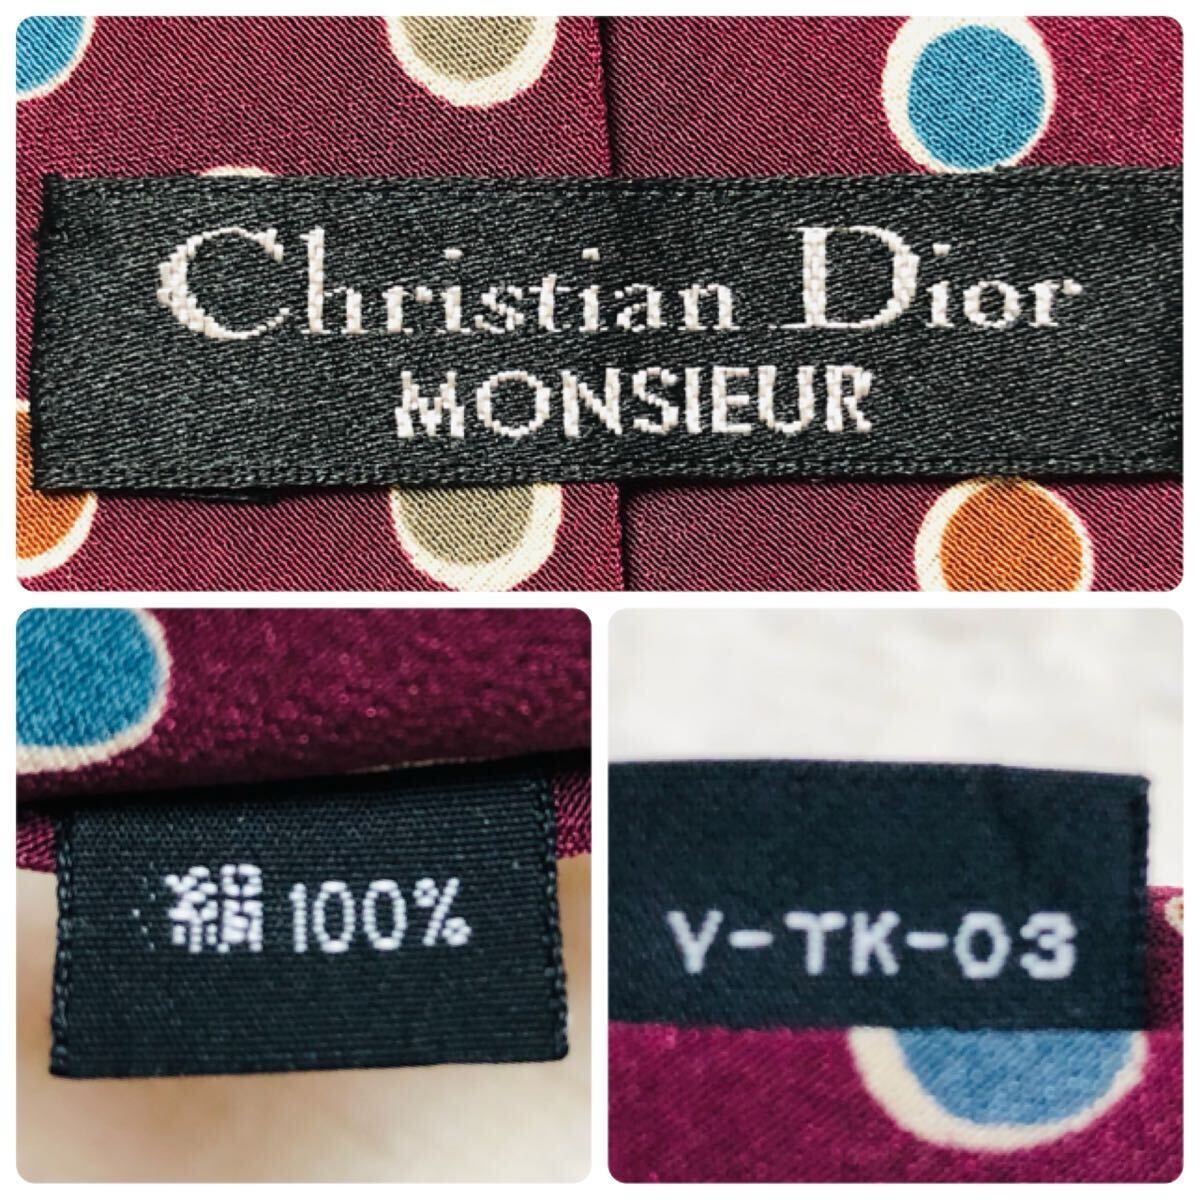 Christian Dior
MONSIEUR
絹100%
V-TK-03